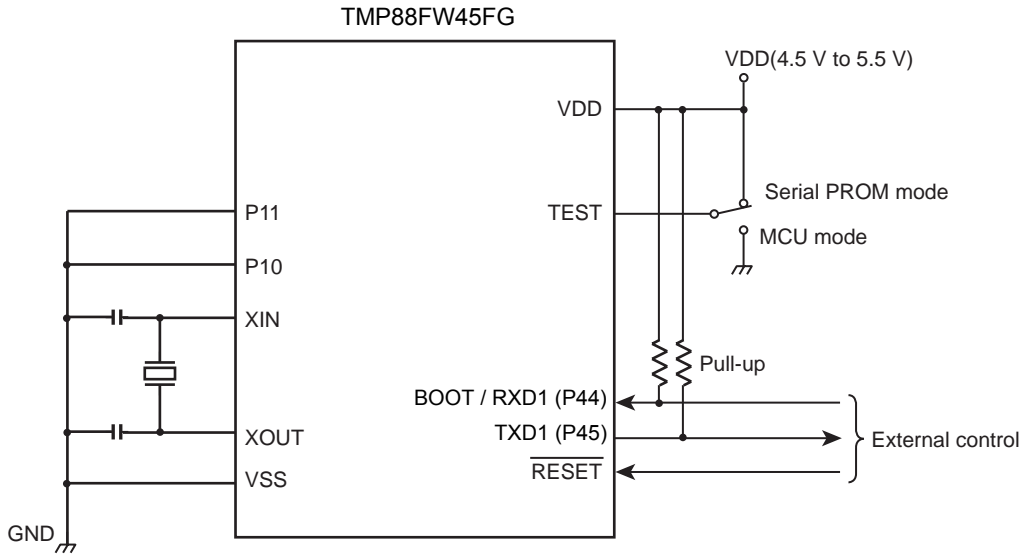 TMP88FW45FG
VDD(4.5 V to 5.5 V)
VDD
P11
TEST
Serial PROM mode
MCU mode
P10
XIN
Pull-up
BOOT / RXD1 (P44)
XOUT
TXD1 (P45)
External control
RESET
VSS
GND